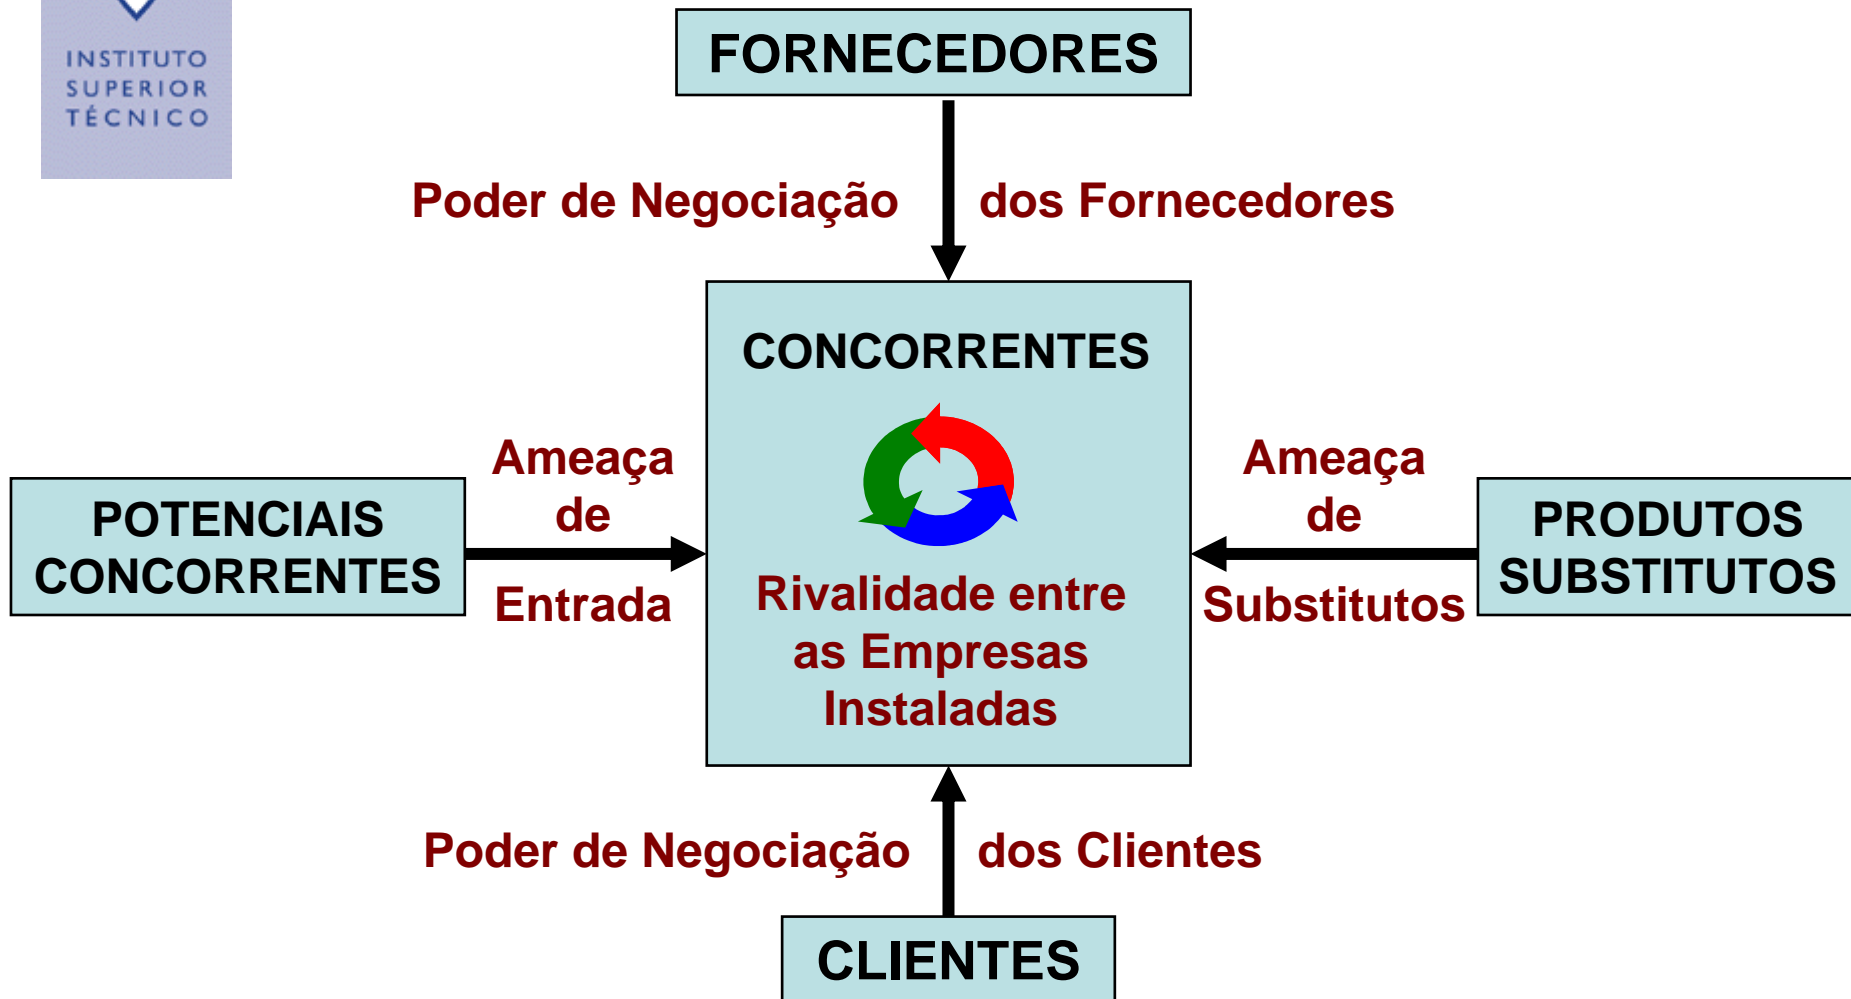 INSTITUTO
SUPERIOR
TÉCNICO
FORNECEDORES
Poder de Negociação dos Fornecedores
CONCORRENTES
Ameaça
de
Entrada
POTENCIAIS
CONCORRENTES
Rivalidade entre
as Empresas
Instaladas
Ameaça
de
Substitutos
PRODUTOS
SUBSTITUTOS
Poder de Negociação dos Clientes
CLIENTES